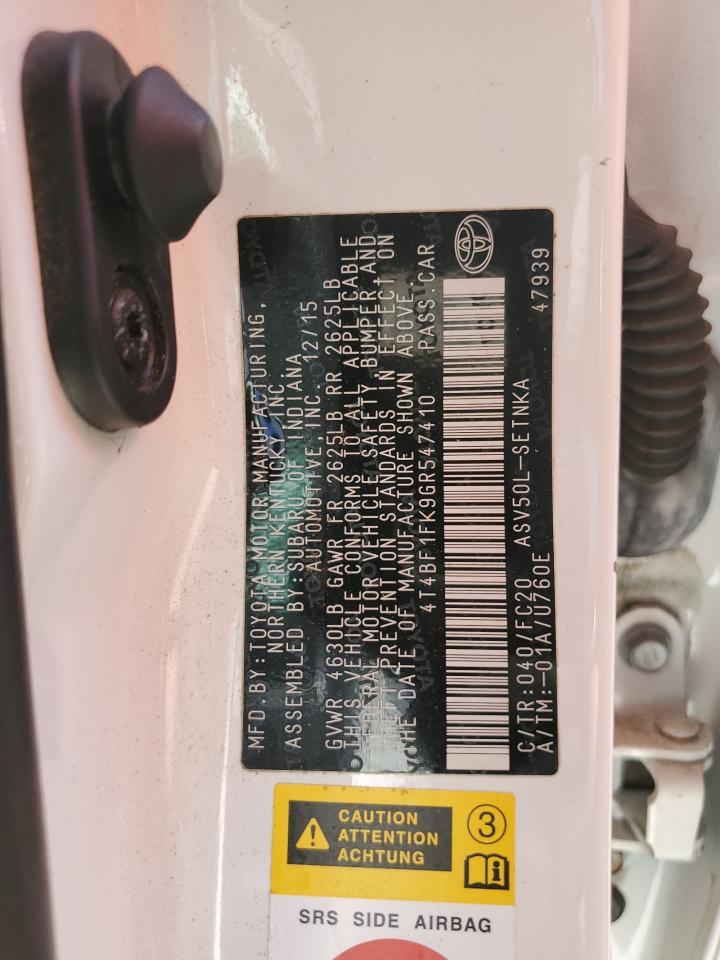 MFD.BY:TOYOTA MOTOR MANUFACTURING,
NORTHERN KENTUCKY INC.
ASSEMBLED BY:SUBARU OF INDIANA
AUTOMOTIVE,INC. 12/15
GVWR 4630LB GAWR FR 2625LB RR 2625LB
THIS VEHICLE CONFORMS TO ALL APPLICABLE
FEDERAL MOTOR VEHICLE SAFETY, BUMPER,AND
THEFT PREVENTION STANDARDS IN EFFECT ON
THE DATE OF MANUFACTURE SHOWN ABOVE.
4T4BF1FK9GR547410 PASS CAR
C/TR:040/FC20 ASV50L-SETNKA
A/TM:-01A/U760E 47939
CAUTION
ATTENTION
ACHTUNG
3
SRS SIDE AIRBAG